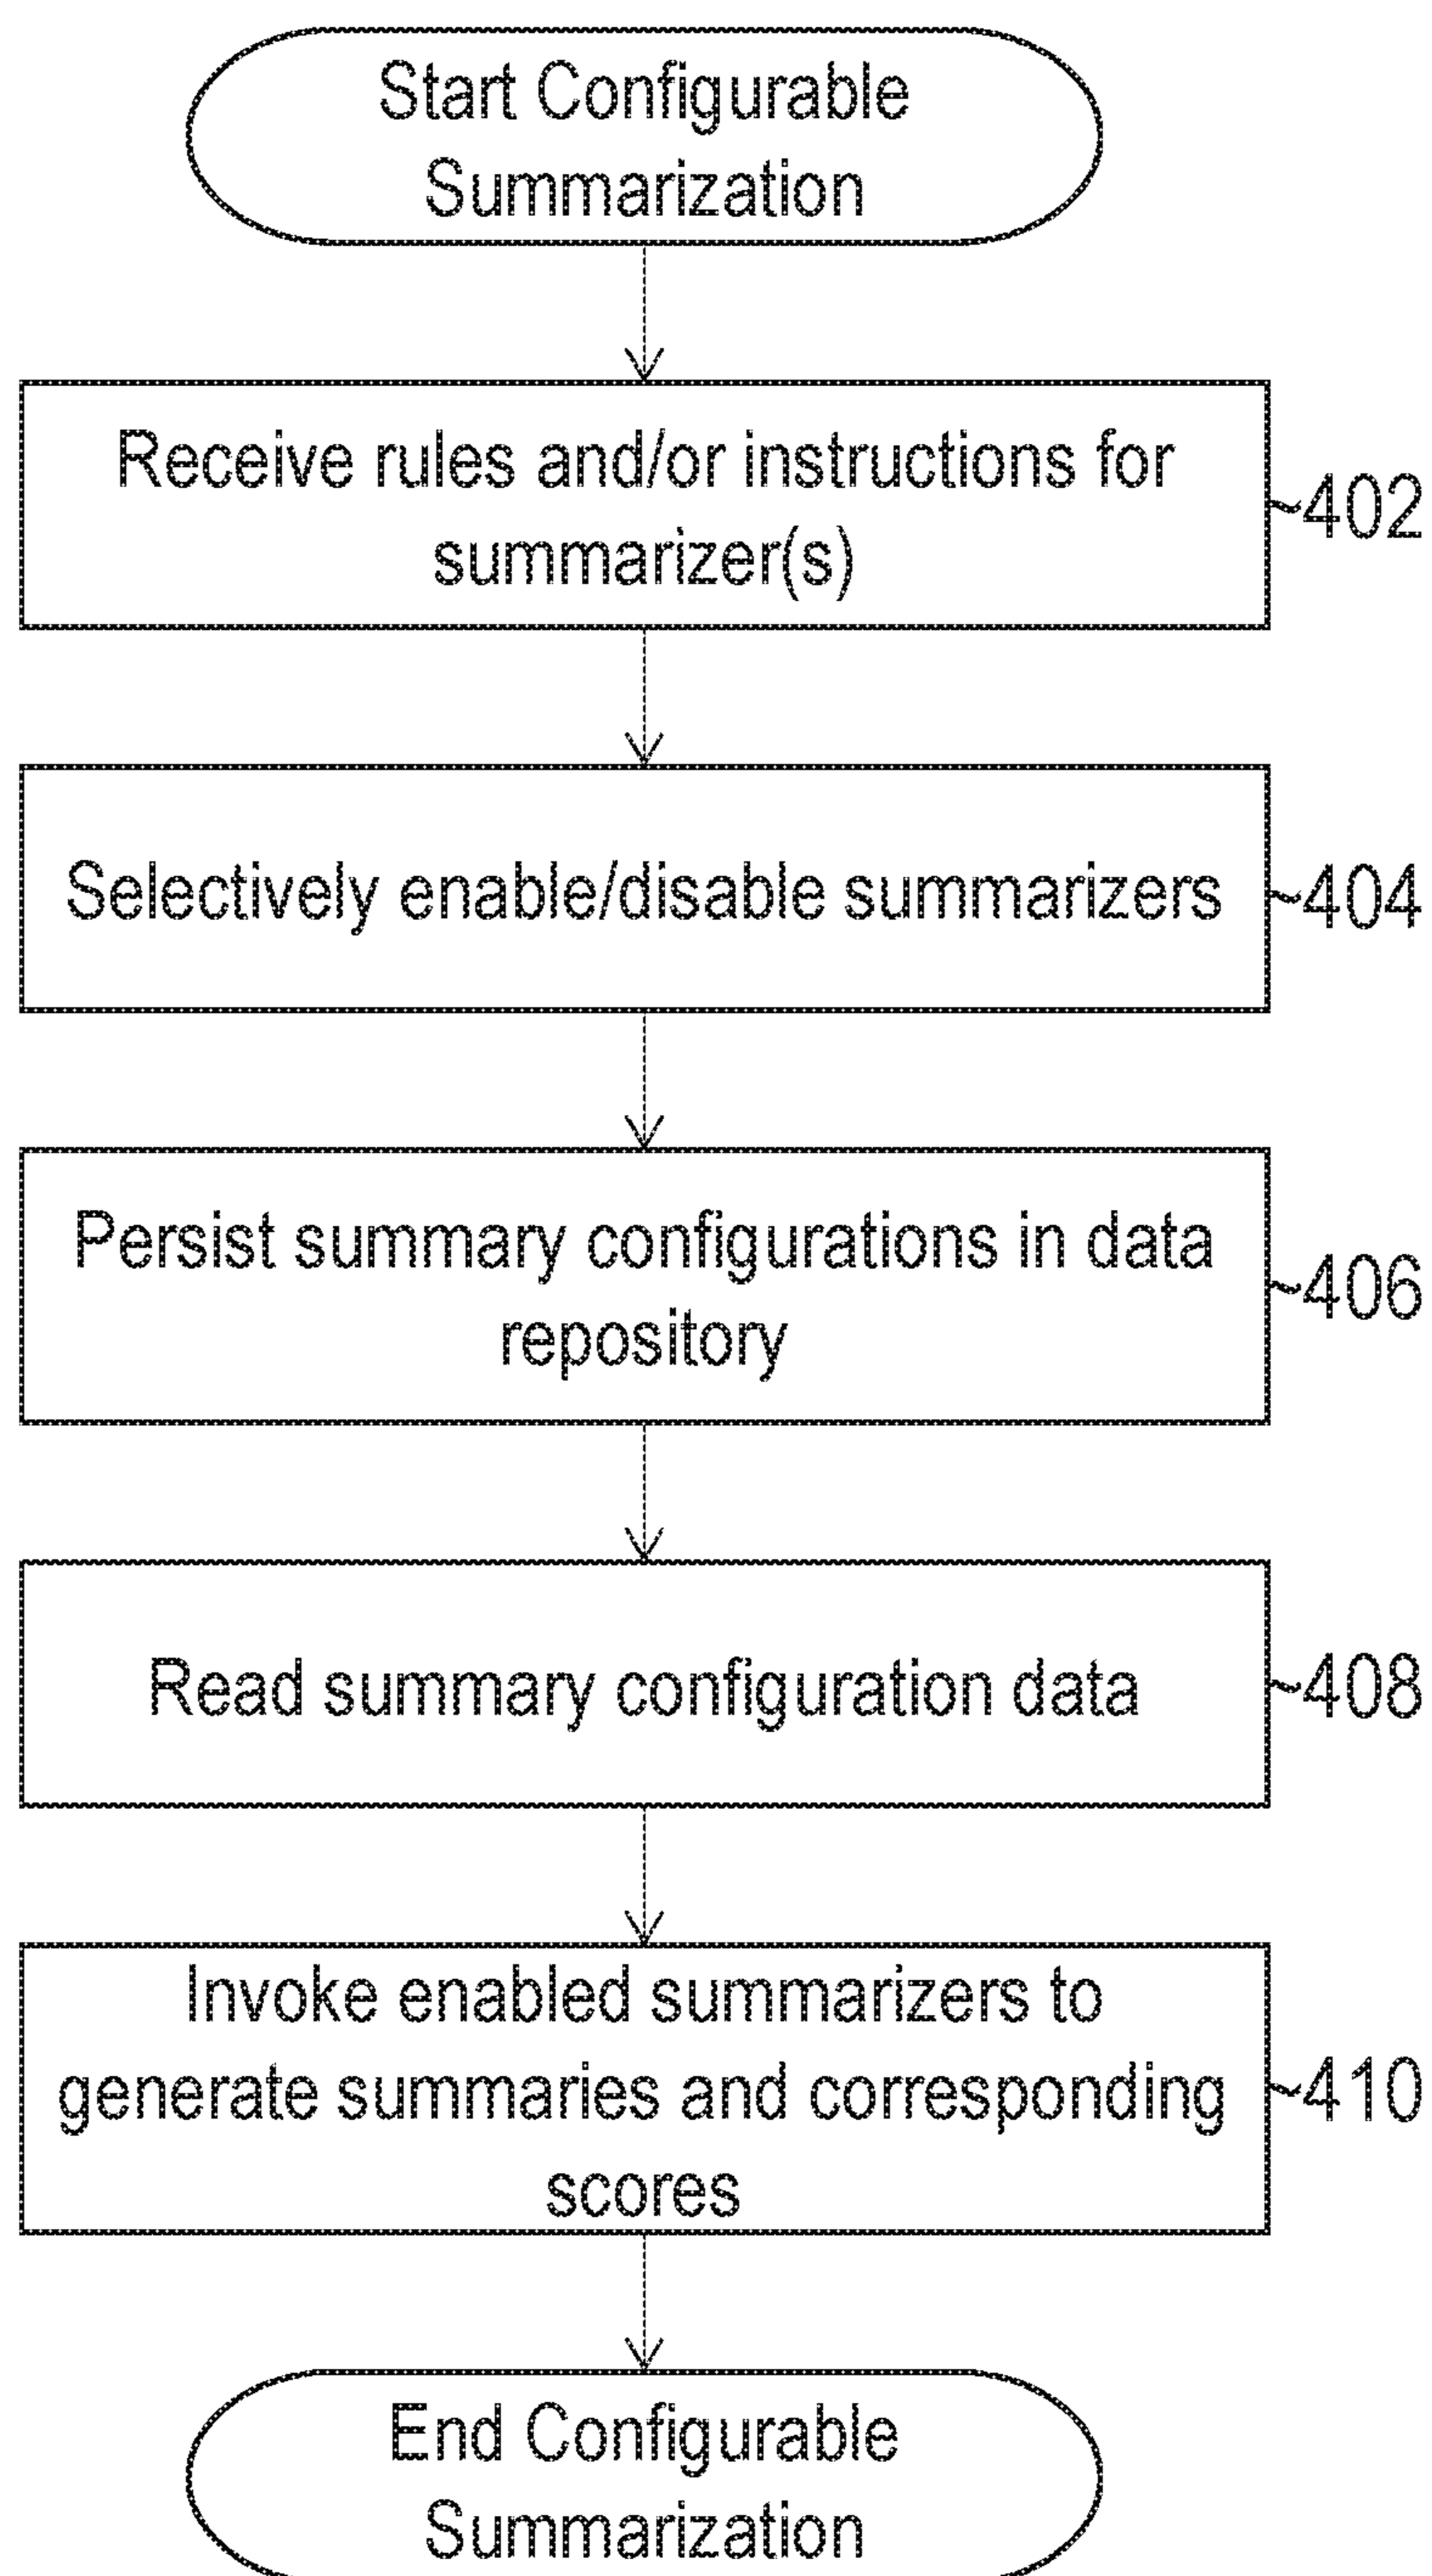 Start Configurable
Summarization
Receive rules and/or instructions for
summarizer(s)
~402
Selectively enable/disable summarizers
~404
Persist summary configurations in data
repository
~406
Read summary configuration data
~408
Invoke enabled summarizers to
generate summaries and corresponding
scores
~410
End Configurable
Summarization